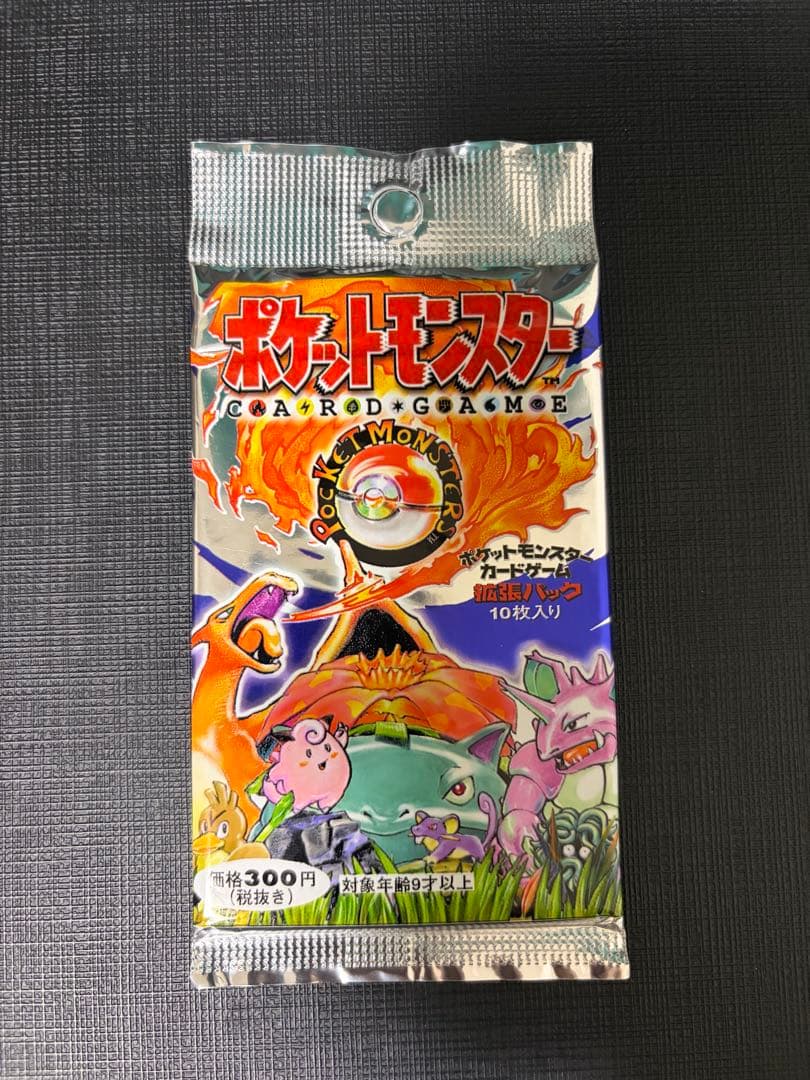 ポケットモンスター
TM
CARD GAME
POCKET MONSTERS
ポケットモンスター
カードゲーム
拡張パック
10枚入り
価格300円
(税抜き)
対象年齢9才以上